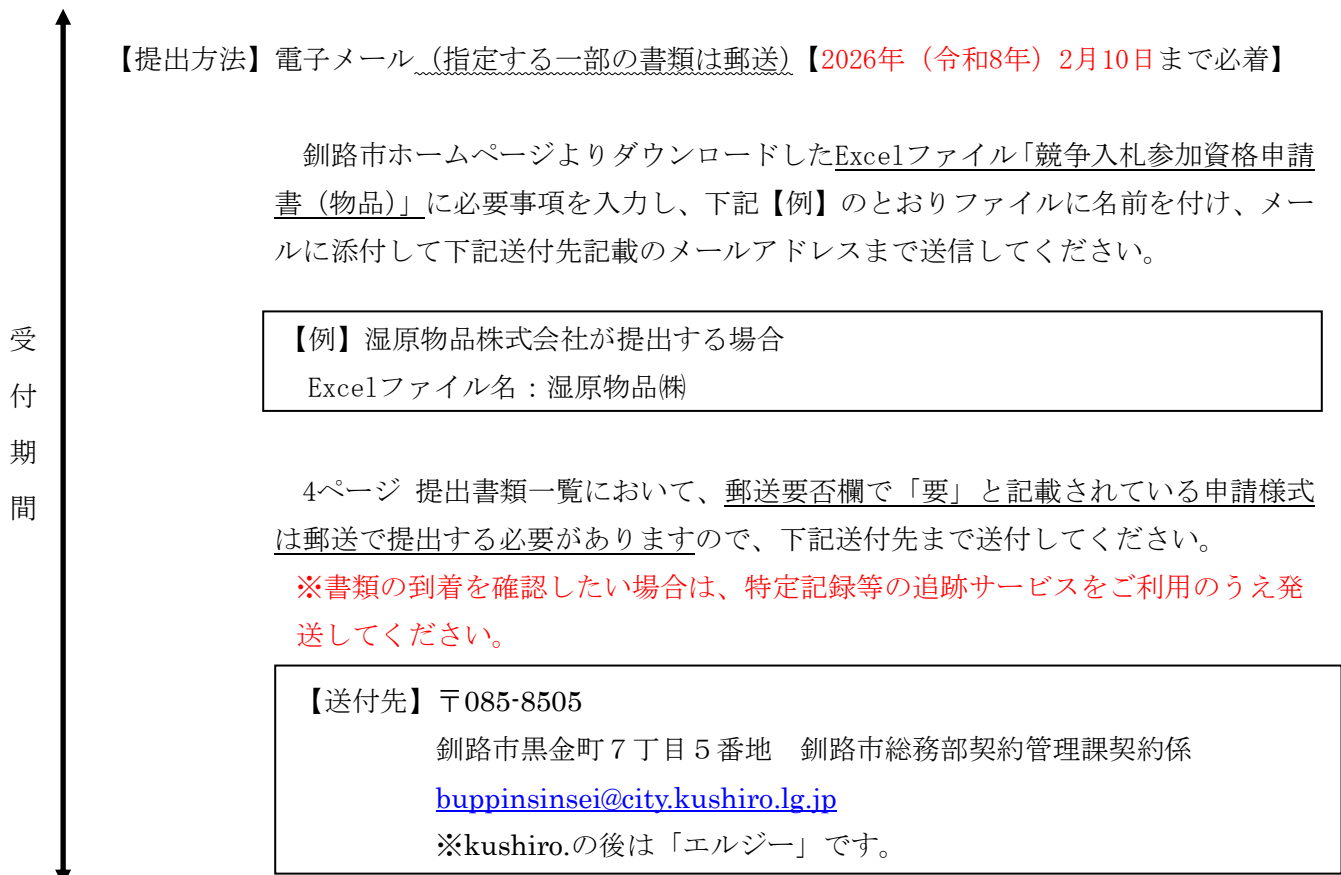 【提出方法】電子メール(指定する一部の書類は郵送)【2026年(令和8年)2月10日まで必着】
釧路市ホームページよりダウンロードしたExcelファイル「競争入札参加資格申請
書(物品)」に必要事項を入力し、下記【例】のとおりファイルに名前を付け、メー
ルに添付して下記送付先記載のメールアドレスまで送信してください。
受付期間
【例】湿原物品株式会社が提出する場合
Excelファイル名:湿原物品㈱
4ページ 提出書類一覧において、郵送要否欄で「要」と記載されている申請様式
は郵送で提出する必要がありますので、下記送付先まで送付してください。
※書類の到着を確認したい場合は、特定記録等の追跡サービスをご利用のうえ発
送してください。
【送付先】〒085-8505
釧路市黒金町7丁目5番地 釧路市総務部契約管理課契約係
buppinsinsei@city.kushiro.lg.jp
※kushiro.の後は「エルジー」です。